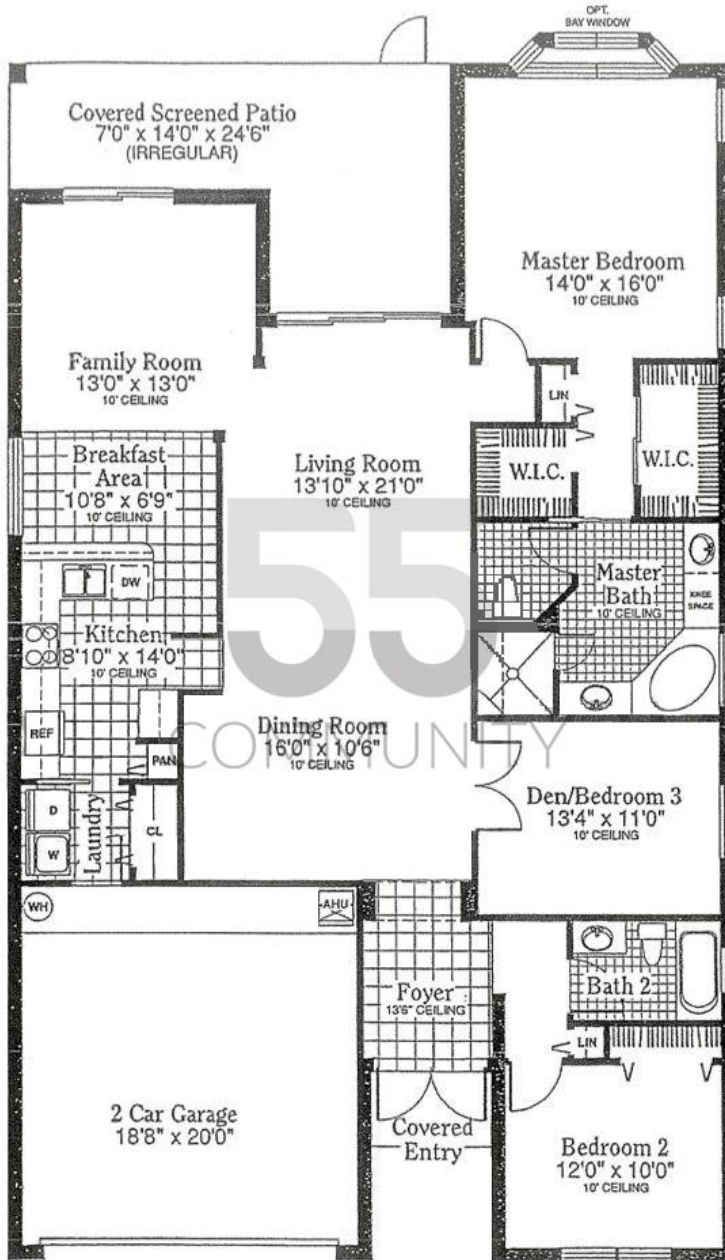 OPT.
BAY WINDOW
Covered Screened Patio
7'0" x 14'0" x 24'6"
(IRREGULAR)
Master Bedroom
14'0" x 16'0"
10' CEILING
Family Room
13'0" x 13'0"
10' CEILING
LIN
W.I.C.
W.I.C.
Breakfast
Area
10'8" x 6'9"
10' CEILING
Living Room
13'10" x 21'0"
10' CEILING
55
COMMUNITY
Master
Bath
10' CEILING
KNEE
SPACE
DW
Kitchen
8'10" x 14'0"
10' CEILING
REF
PAN
Dining Room
16'0" x 10'6"
10' CEILING
Den/Bedroom 3
13'4" x 11'0"
10' CEILING
D
W
Laundry
CL
WH
AHU
Foyer
13'6" CEILING
Bath 2
LIN
2 Car Garage
18'8" x 20'0"
Covered
Entry
Bedroom 2
12'0" x 10'0"
10' CEILING